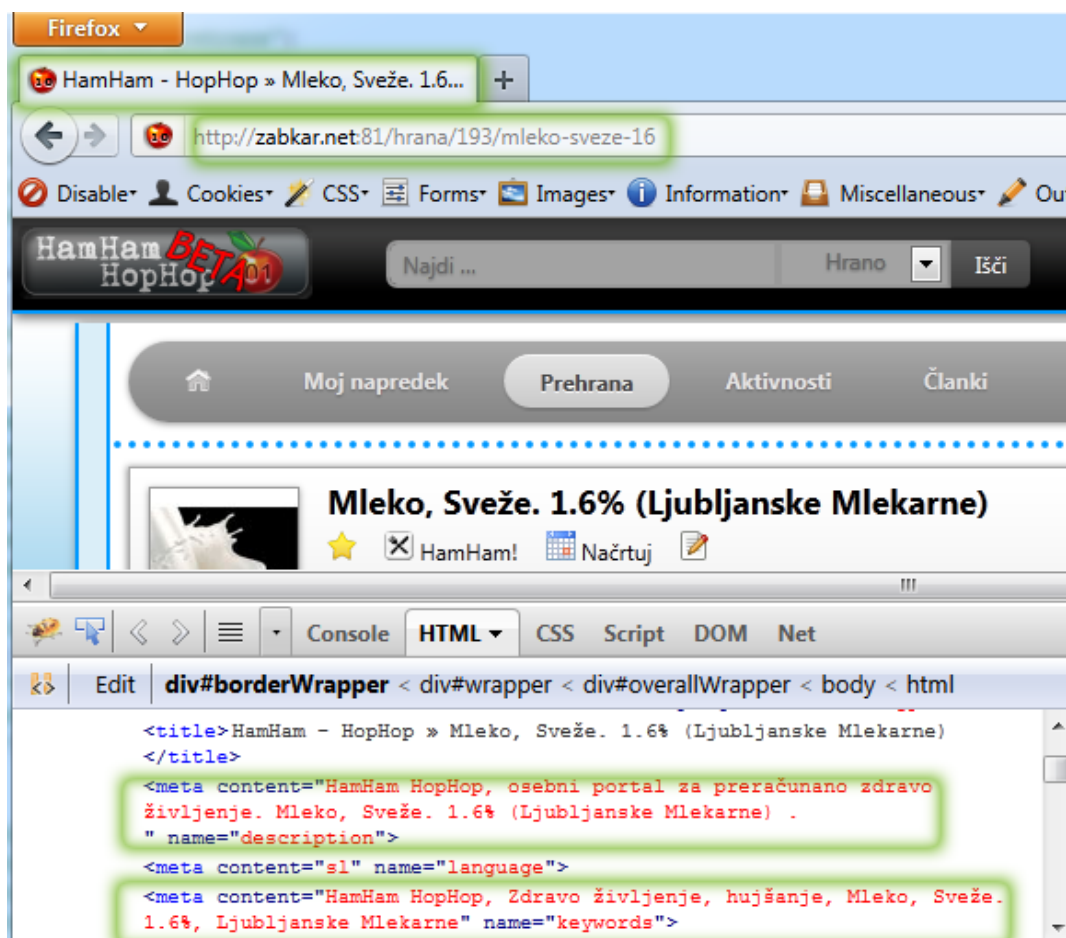 Firefox
HamHam - HopHop » Mleko, Sveže. 1.6...
http://zabkar.net:81/hrana/193/mleko-sveze-16
Disable Cookies CSS Forms Images Information Miscellaneous Ou
HamHam
HopHop
BETA
01
Najdi ... Hrano Išči
Moj napredek Prehrana Aktivnosti Članki
Mleko, Sveže. 1.6% (Ljubljanske Mlekarne)
HamHam! Načrtuj
Console HTML CSS Script DOM Net
Edit div#borderWrapper < div#wrapper < div#overallWrapper < body < html
<title>HamHam - HopHop » Mleko, Sveže. 1.6% (Ljubljanske Mlekarne)
</title>
<meta content="HamHam HopHop, osebni portal za preračunano zdravo
življenje. Mleko, Sveže. 1.6% (Ljubljanske Mlekarne) .
" name="description">
<meta content="sl" name="language">
<meta content="HamHam HopHop, Zdravo življenje, hujšanje, Mleko, Sveže.
1.6%, Ljubljanske Mlekarne" name="keywords">